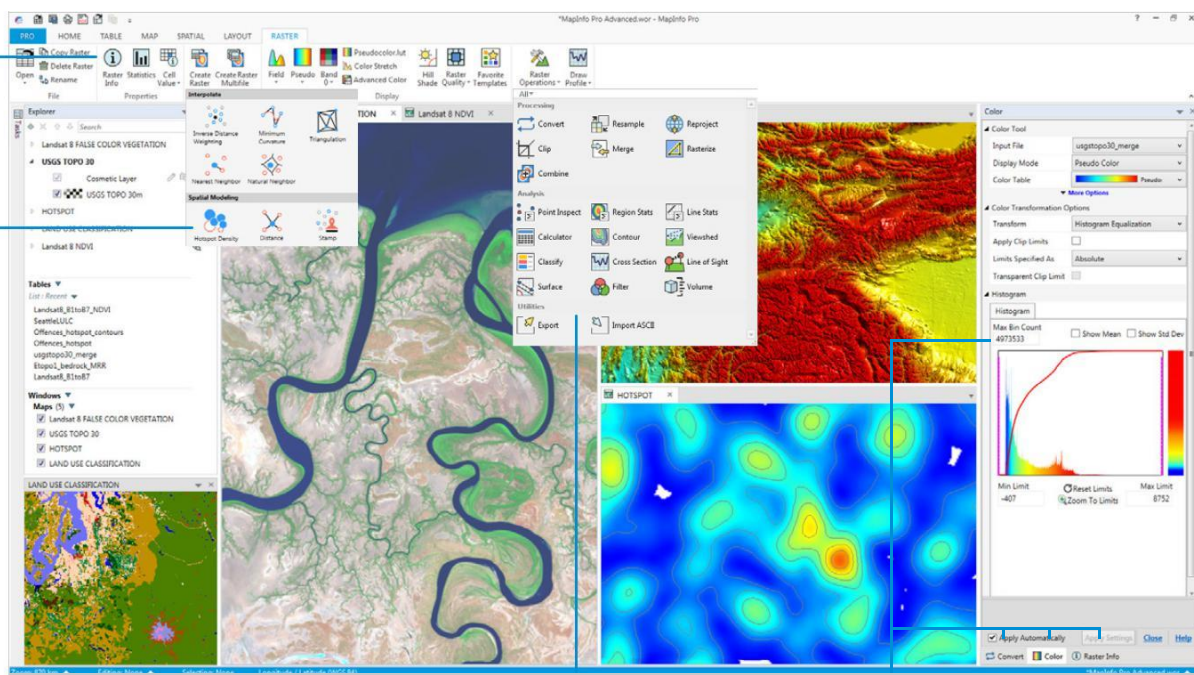 *MapInfo Pro Advanced.wor - MapInfo Pro
PRO HOME TABLE MAP SPATIAL LAYOUT RASTER
Open
Copy Raster
Delete Raster
Rename
Raster Info
Statistics
Cell Value
Create Raster
Create Raster Multifile
Field
Pseudo
Band 0
Pseudocolor.lut
Color Stretch
Advanced Color
Hill Shade
Raster Quality
Favorite Templates
Raster Operations
Draw Profile
File
Properties
Display
Interpolate
Inverse Distance Weighting
Minimum Curvature
Triangulation
Nearest Neighbor
Natural Neighbor
Spatial Modeling
Hotspot Density
Distance
Stamp
All
Processing
Convert Resample Reproject
Clip Merge Rasterize
Combine
Analysis
Point Inspect Region Stats Line Stats
Calculator Contour Viewshed
Classify Cross Section Line of Sight
Surface Filter Volume
Utilities
Export Import ASCII
Tasks
Explorer
Search
Landsat 8 FALSE COLOR VEGETATION
USGS TOPO 30
Cosmetic Layer
USGS TOPO 30m
HOTSPOT
LAND USE CLASSIFICATION
Landsat 8 NDVI
Tables
List: Recent
Landsat8_B1toB7_NDVI
SeattleLULC
Offences_hotspot_contours
Offences_hotspot
usgstopo30_merge
Etopo1_bedrock_MRR
Landsat8_B1toB7
Windows
Maps (5)
Landsat 8 FALSE COLOR VEGETATION
USGS TOPO 30
HOTSPOT
LAND USE CLASSIFICATION
LAND USE CLASSIFICATION
TION
Landsat 8 NDVI
HOTSPOT
Color
Color Tool
Input File usgstopo30_merge
Display Mode Pseudo Color
Color Table Pseudo
More Options
Color Transformation Options
Transform Histogram Equalization
Apply Clip Limits
Limits Specified As Absolute
Transparent Clip Limit
Histogram
Histogram
Max Bin Count
4973533
Show Mean Show Std Dev
Min Limit
-407
Reset Limits
Zoom To Limits
Max Limit
8752
Apply Automatically Apply Settings Close Help
Convert Color Raster Info